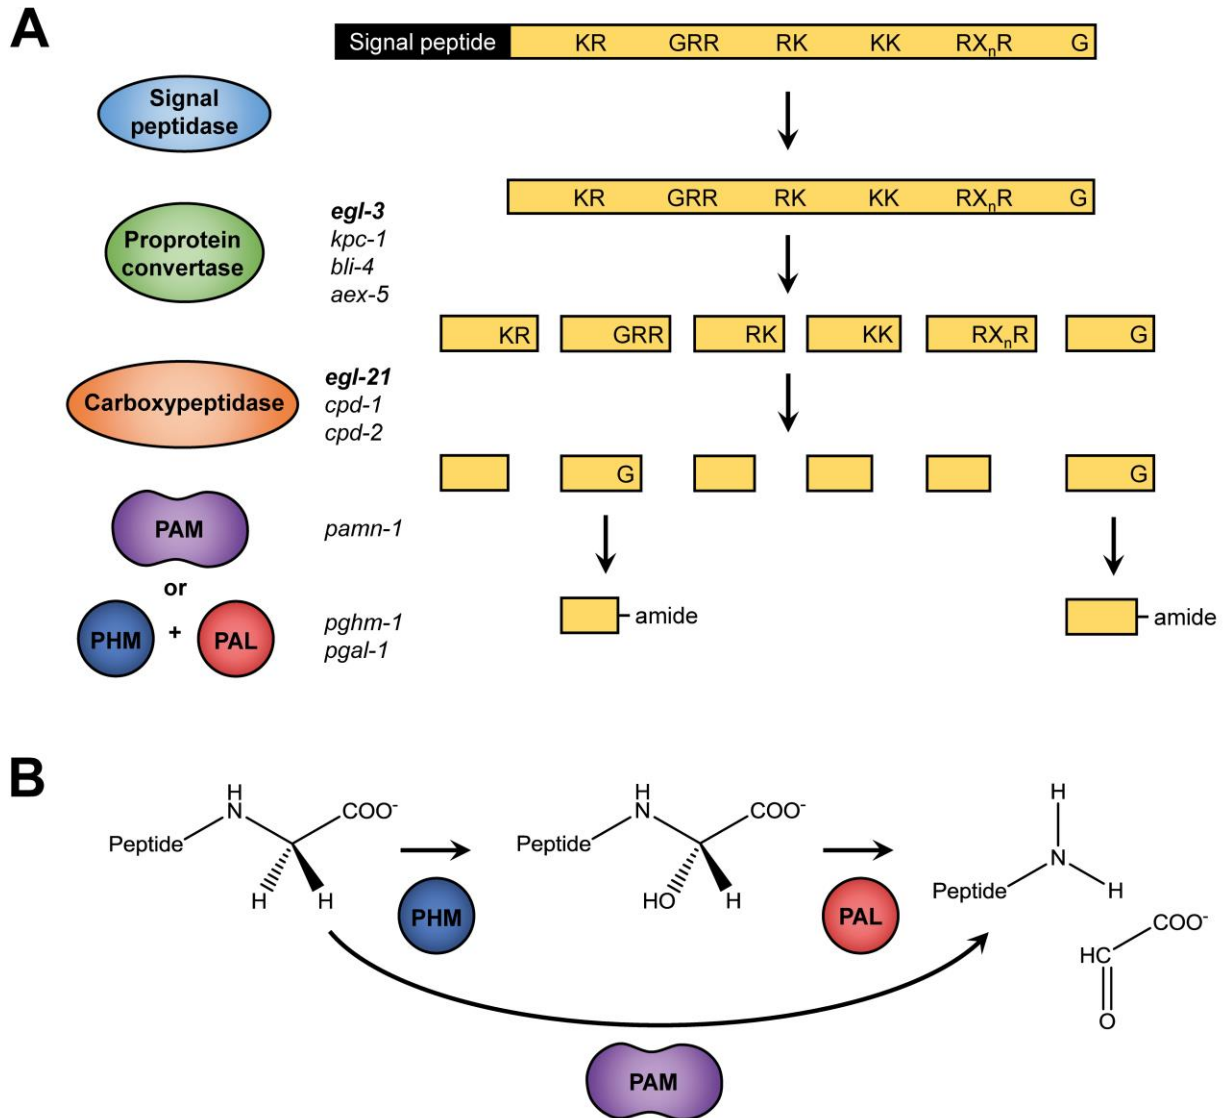 A
Signal peptide KR GRR RK KK RXnR G
Signal
peptidase
KR GRR RK KK RXnR G
Proprotein
convertase
egl-3
kpc-1
bli-4
aex-5
KR GRR RK KK RXnR G
Carboxypeptidase
egl-21
cpd-1
cpd-2
G G
PAM
pamn-1
or
PHM + PAL
pghm-1
pgal-1
amide amide
B
Peptide H N COO- H H
PHM
Peptide H N COO- HO H
PAL
Peptide H N H
COO-
HC
O
PAM